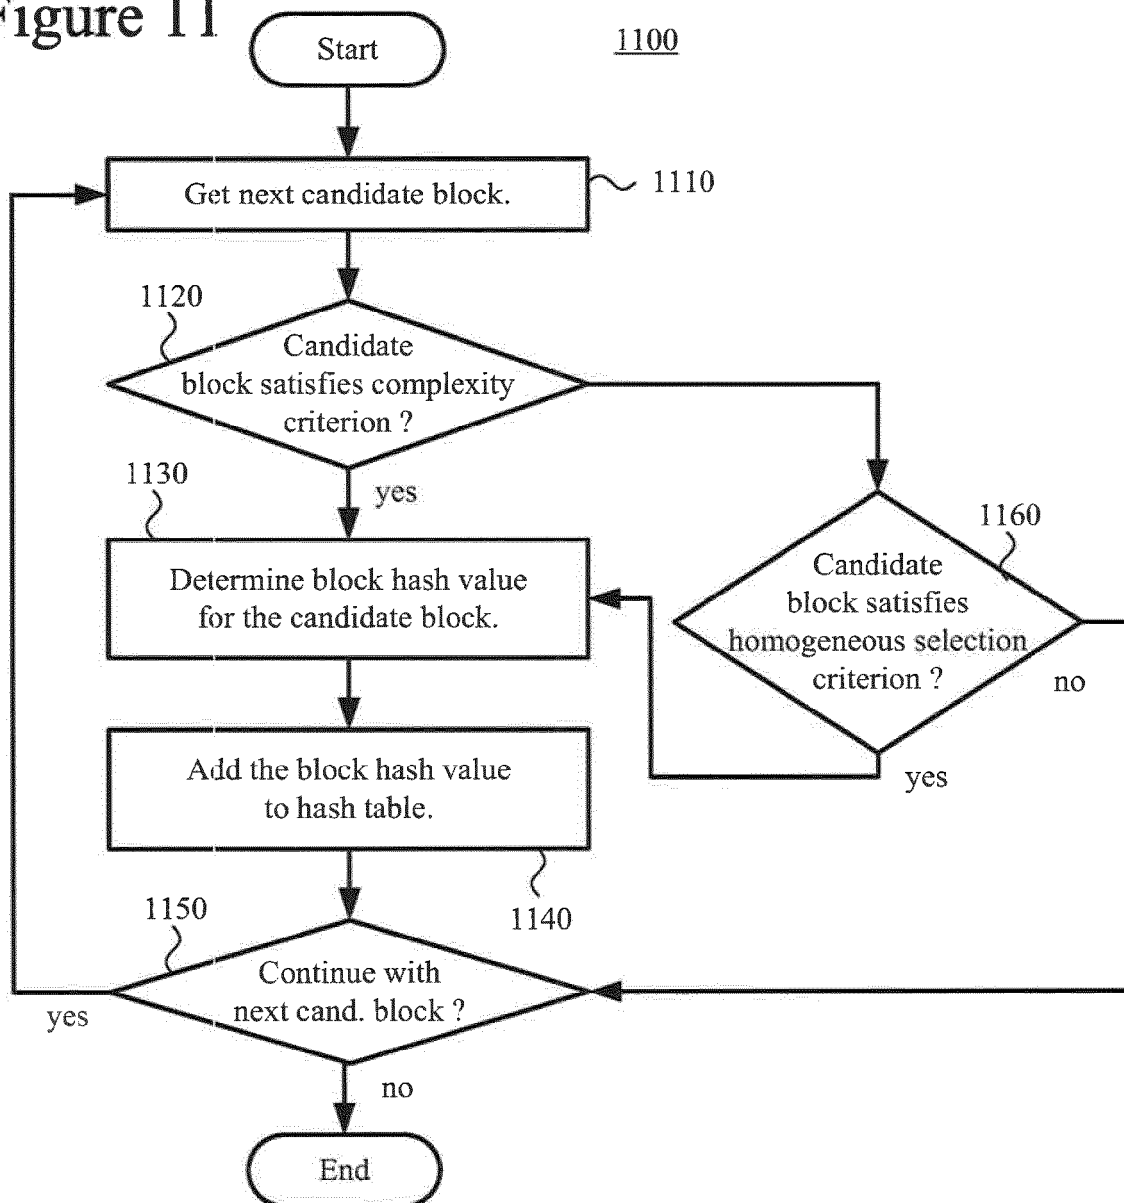 Figure 11
Start
1100
Get next candidate block.
1110
1120
Candidate
block satisfies complexity
criterion ?
yes
1130
Determine block hash value
for the candidate block.
1160
Candidate
block satisfies
homogeneous selection
criterion ?
no
yes
Add the block hash value
to hash table.
1140
1150
Continue with
next cand. block ?
yes
no
End